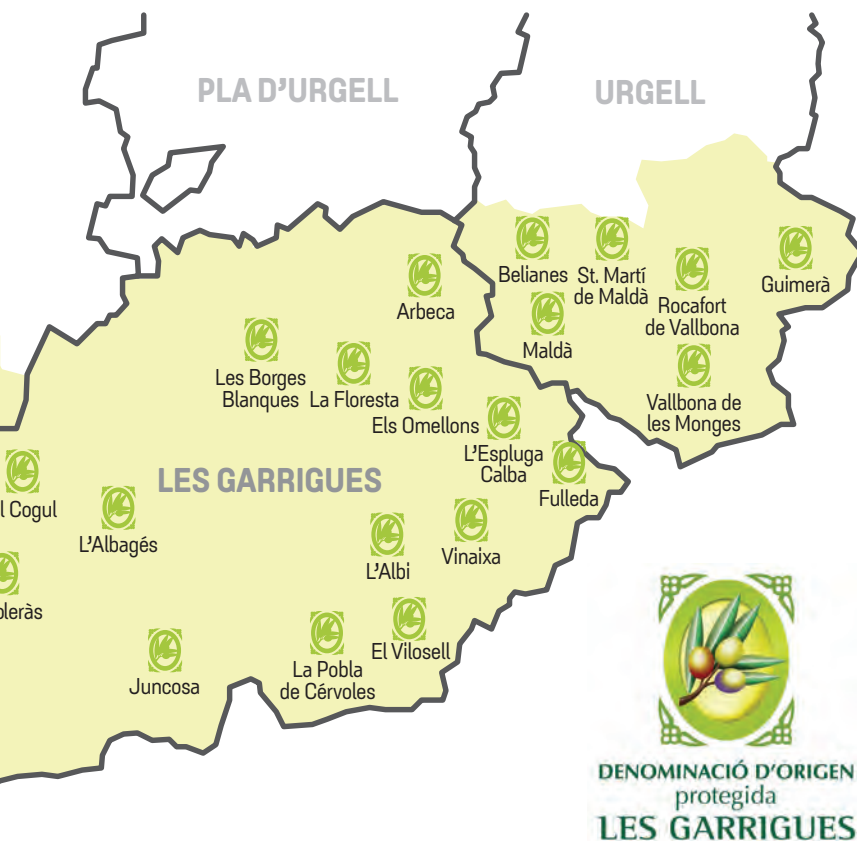 PLA D'URGELL
URGELL
Belianes
St. Martí
de Maldà
Rocafort
de Vallbona
Guimerà
Arbeca
Maldà
Les Borges
Blanques
La Floresta
Els Omellons
Vallbona de
les Monges
L'Espluga
Calba
Fulleda
LES GARRIGUES
l Cogul
L'Albagés
L'Albi
Vinaixa
oleràs
Juncosa
La Pobla
de Cérvoles
El Vilosell
DENOMINACIÓ D'ORIGEN
protegida
LES GARRIGUES